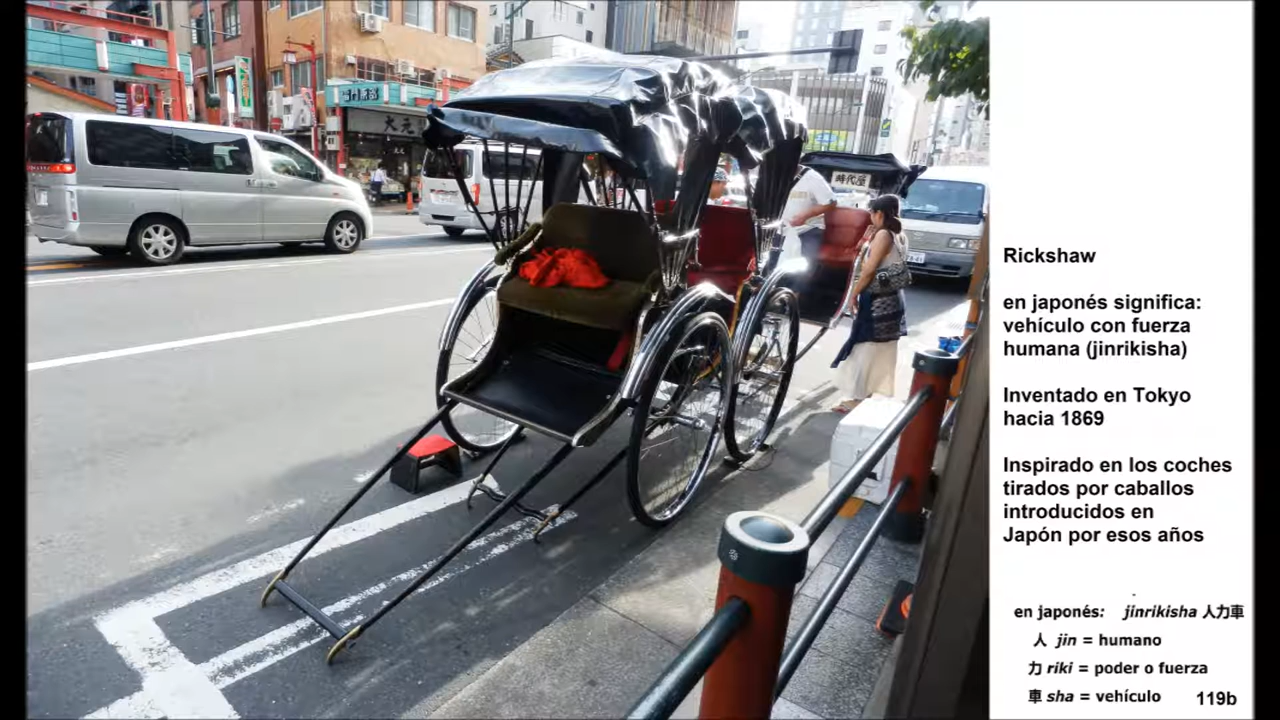 時代屋
大元
Rickshaw
en japonés significa:
vehículo con fuerza
humana (jinrikisha)
Inventado en Tokyo
hacia 1869
Inspirado en los coches
tirados por caballos
introducidos en
Japón por esos años
en japonés: jinrikisha 人力車
人 jin = humano
力 riki = poder o fuerza
車 sha = vehículo
119b